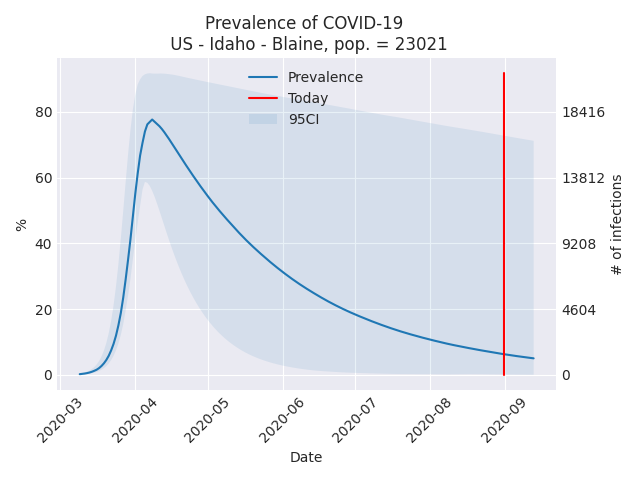 Prevalence of COVID-19
US - Idaho - Blaine, pop. = 23021
Prevalence
Today
95CI
80
60
40
20
0
%
18416
13812
9208
4604
0
# of infections
2020-03
2020-04
2020-05
2020-06
2020-07
2020-08
2020-09
Date